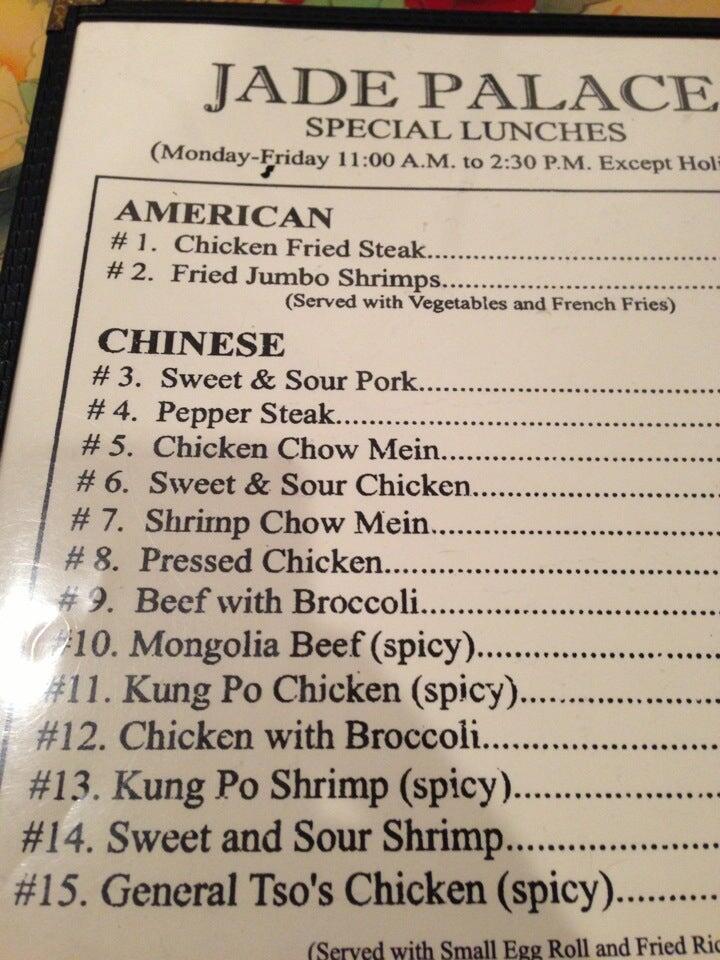 JADE PALACE
SPECIAL LUNCHES
(Monday-Friday 11:00 A.M. to 2:30 P.M. Except
AMERICAN
# 1. Chicken Fried Steak
# 2. Fried Jumbo Shrimps
(Served with Vegetables and French Fries)
CHINESE
# 3. Sweet & Sour Pork
# 4. Pepper Steak
# 5. Chicken Chow Mein
# 6. Sweet & Sour Chicken
# 7. Shrimp Chow Mein
# 8. Pressed Chicken
# 9. Beef with Broccoli
#10. Mongolia Beef (spicy)
#11. Kung Po Chicken (spicy)
#12. Chicken with Broccoli
#13. Kung Po Shrimp (spicy)
#14. Sweet and Sour Shrimp
#15. General Tso's Chicken (spicy)
(Served with Small Egg Roll and Fried